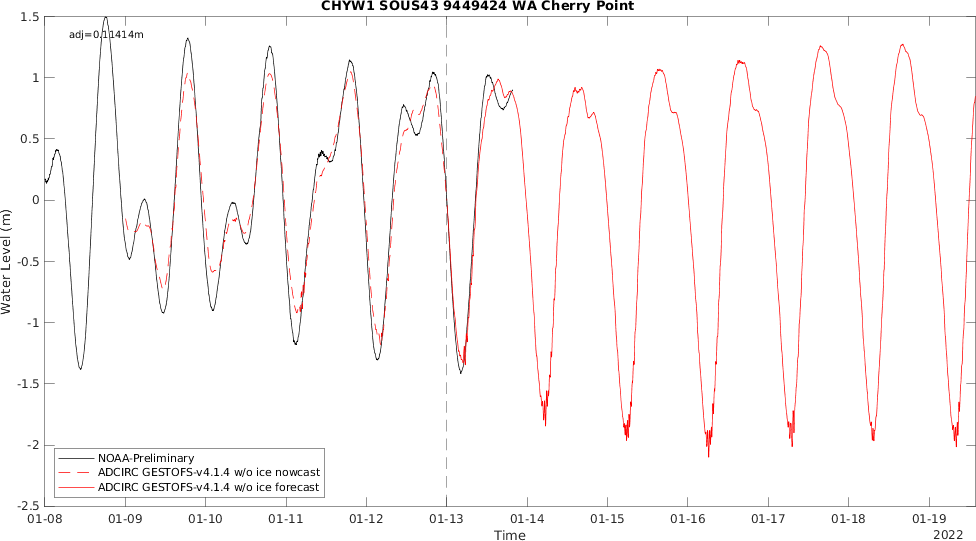 CHYW1 SOUS43 9449424 WA Cherry Point
adj=0.11414m
1.5
1
0.5
0
-0.5
-1
-1.5
-2
-2.5
Water Level (m)
NOAA-Preliminary
ADCIRC GESTOFS-v4.1.4 w/o ice nowcast
ADCIRC GESTOFS-v4.1.4 w/o ice forecast
01-08 01-09 01-10 01-11 01-12 01-13 01-14 01-15 01-16 01-17 01-18 01-19
Time
2022